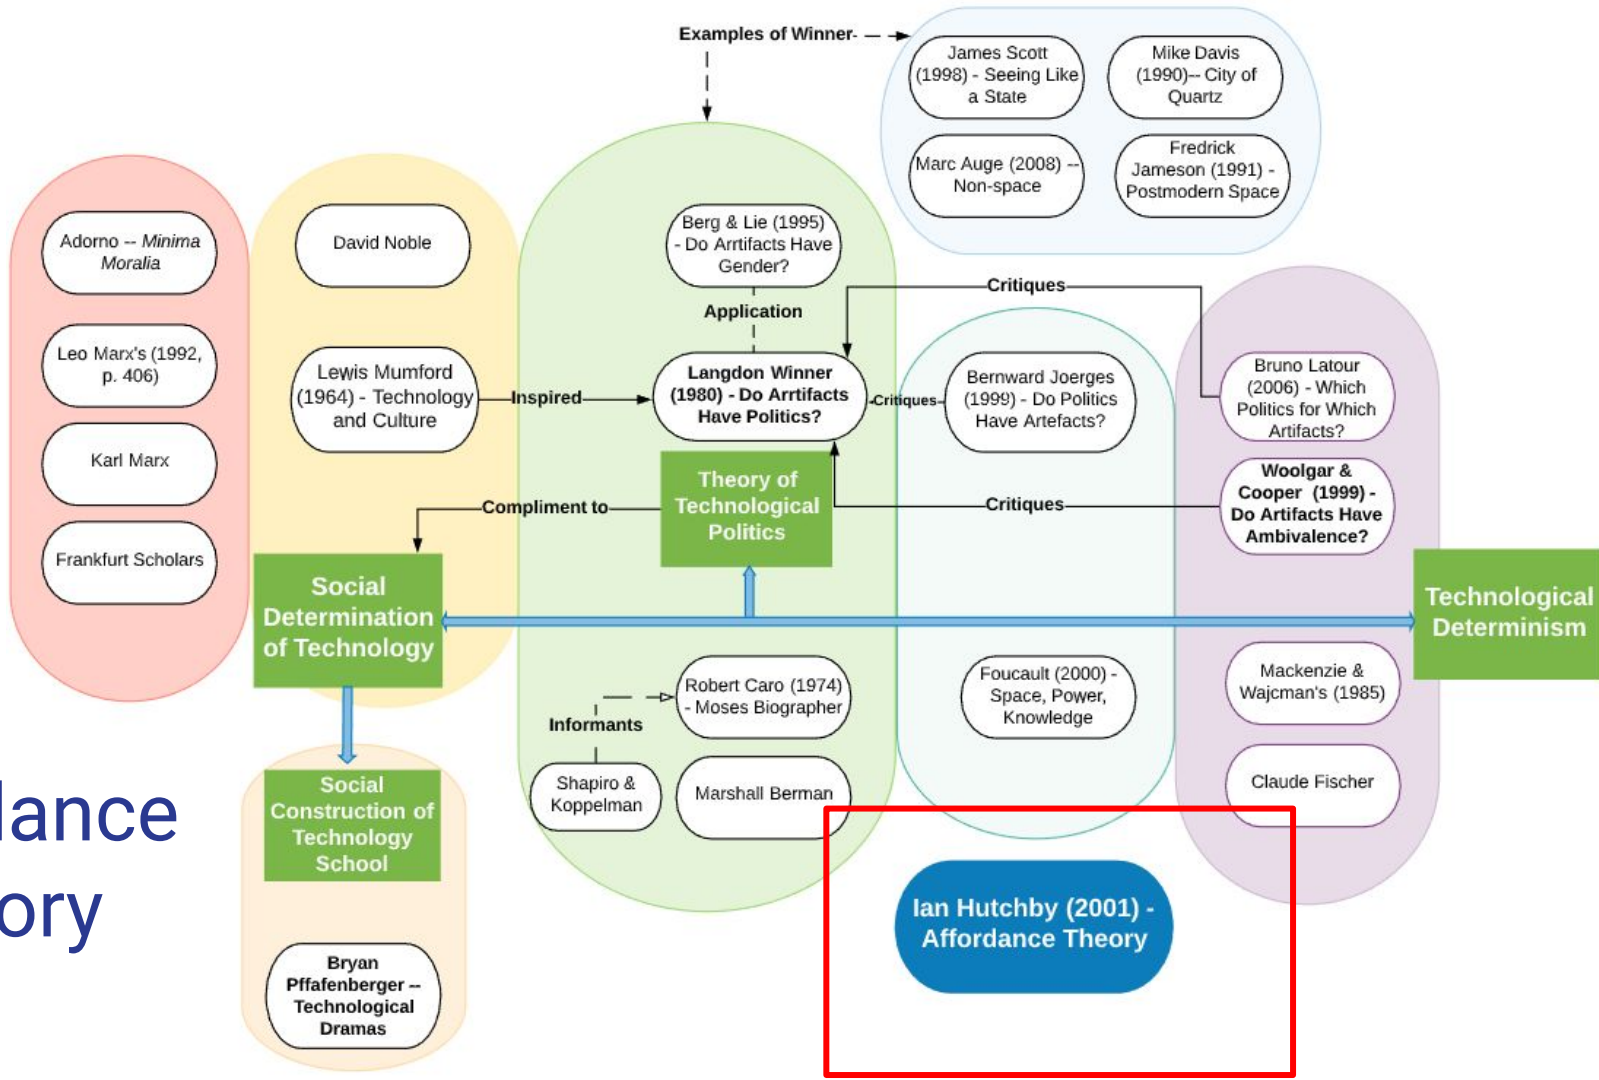 Examples of Winner
James Scott
(1998) - Seeing Like
a State
Mike Davis
(1990)-- City of
Quartz
Marc Auge (2008) --
Non-space
Fredrick
Jameson (1991) -
Postmodern Space
Adorno -- Minima
Moralia
Leo Marx's (1992,
p. 406)
Karl Marx
Frankfurt Scholars
David Noble
Lewis Mumford
(1964) - Technology
and Culture
Inspired
Berg & Lie (1995)
- Do Arrtifacts Have
Gender?
Application
Langdon Winner
(1980) - Do Arrtifacts
Have Politics?
Critiques
Critiques
Bernward Joerges
(1999) - Do Politics
Have Artefacts?
Bruno Latour
(2006) - Which
Politics for Which
Artifacts?
Critiques
Woolgar &
Cooper (1999) -
Do Artifacts Have
Ambivalence?
Theory of
Technological
Politics
Compliment to
Social
Determination
of Technology
Technological
Determinism
Robert Caro (1974)
- Moses Biographer
Informants
Shapiro &
Koppelman
Marshall Berman
Foucault (2000) -
Space, Power,
Knowledge
Mackenzie &
Wajcman's (1985)
Claude Fischer
Social
Construction of
Technology
School
Bryan
Pffafenberger --
Technological
Dramas
Ian Hutchby (2001) -
Affordance Theory
lance
ory